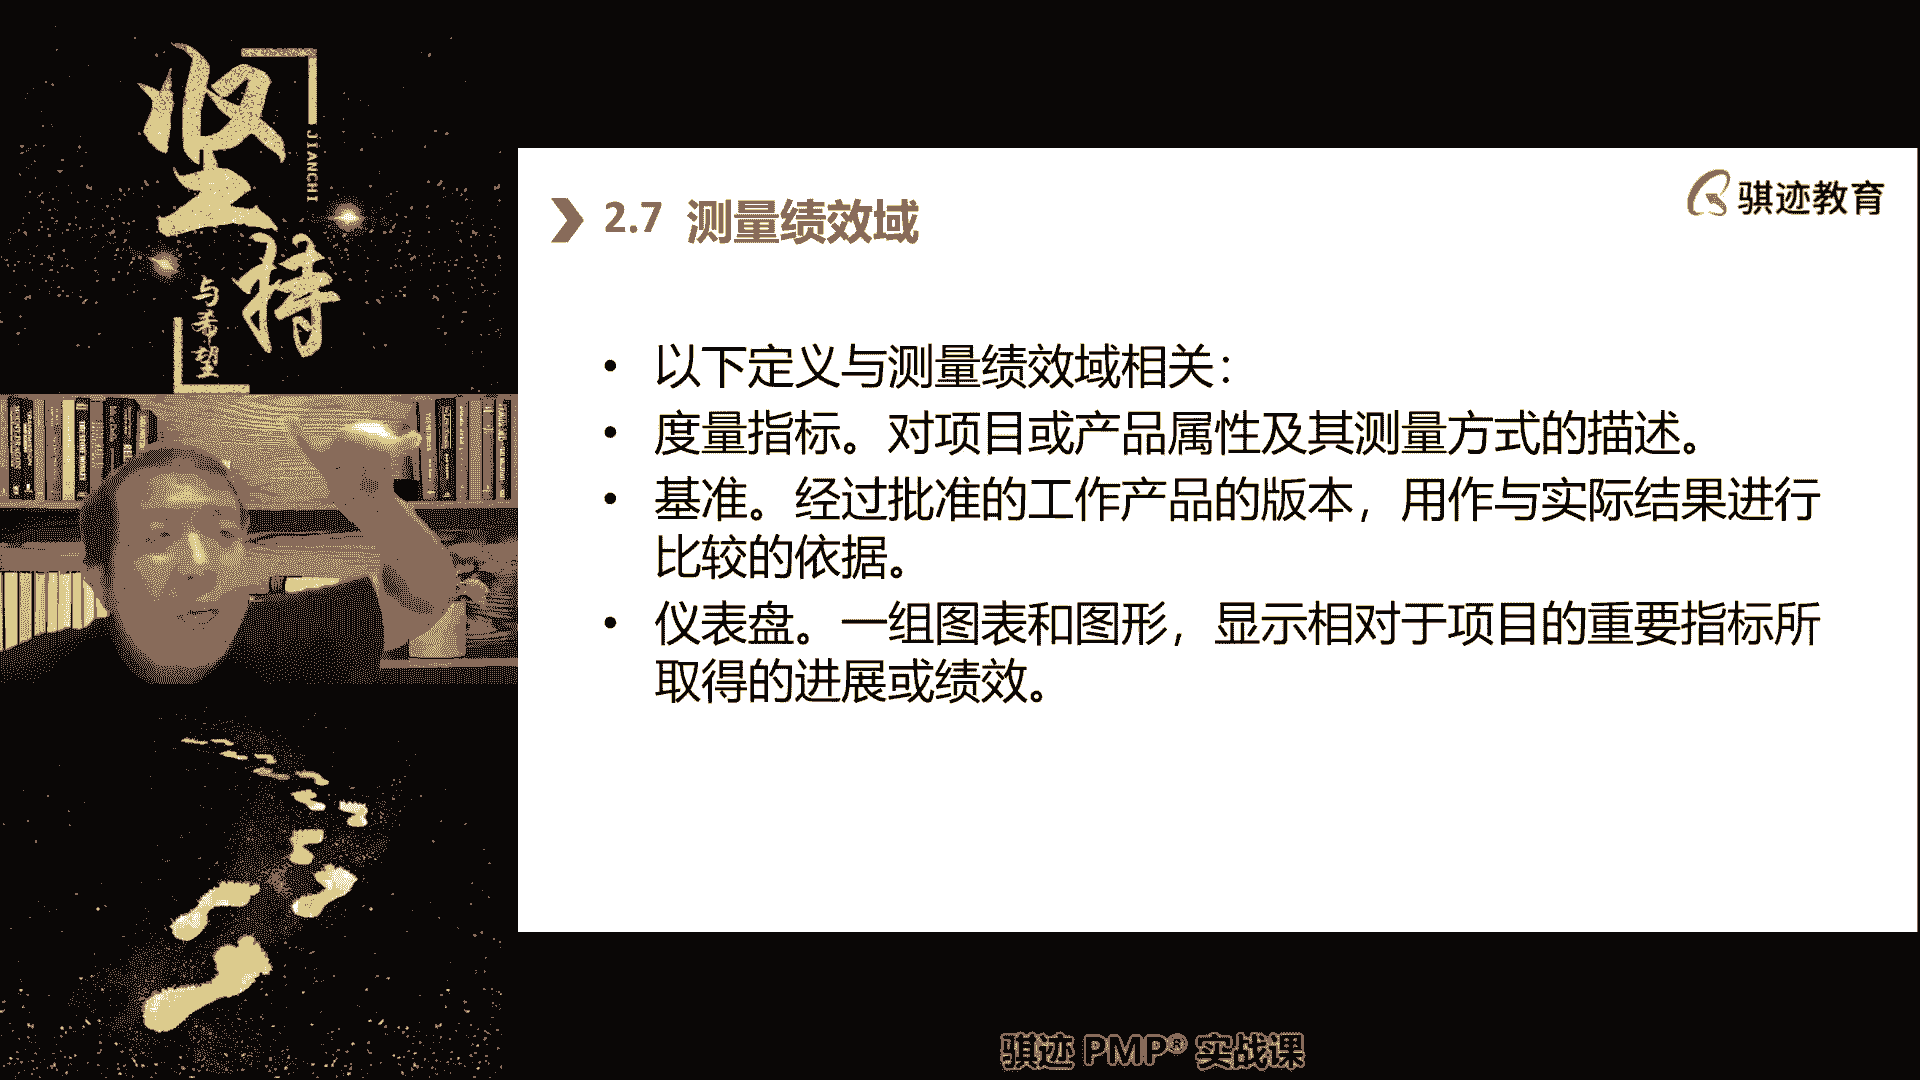 坚持
JIANCHI
与希望
骐迹教育
2.7 测量绩效域
• 以下定义与测量绩效域相关：
• 度量指标。对项目或产品属性及其测量方式的描述。
• 基准。经过批准的工作产品的版本，用作与实际结果进行
比较的依据。
• 仪表盘。一组图表和图形，显示相对于项目的重要指标所
取得的进展或绩效。
骐迹 PMP® 实战课